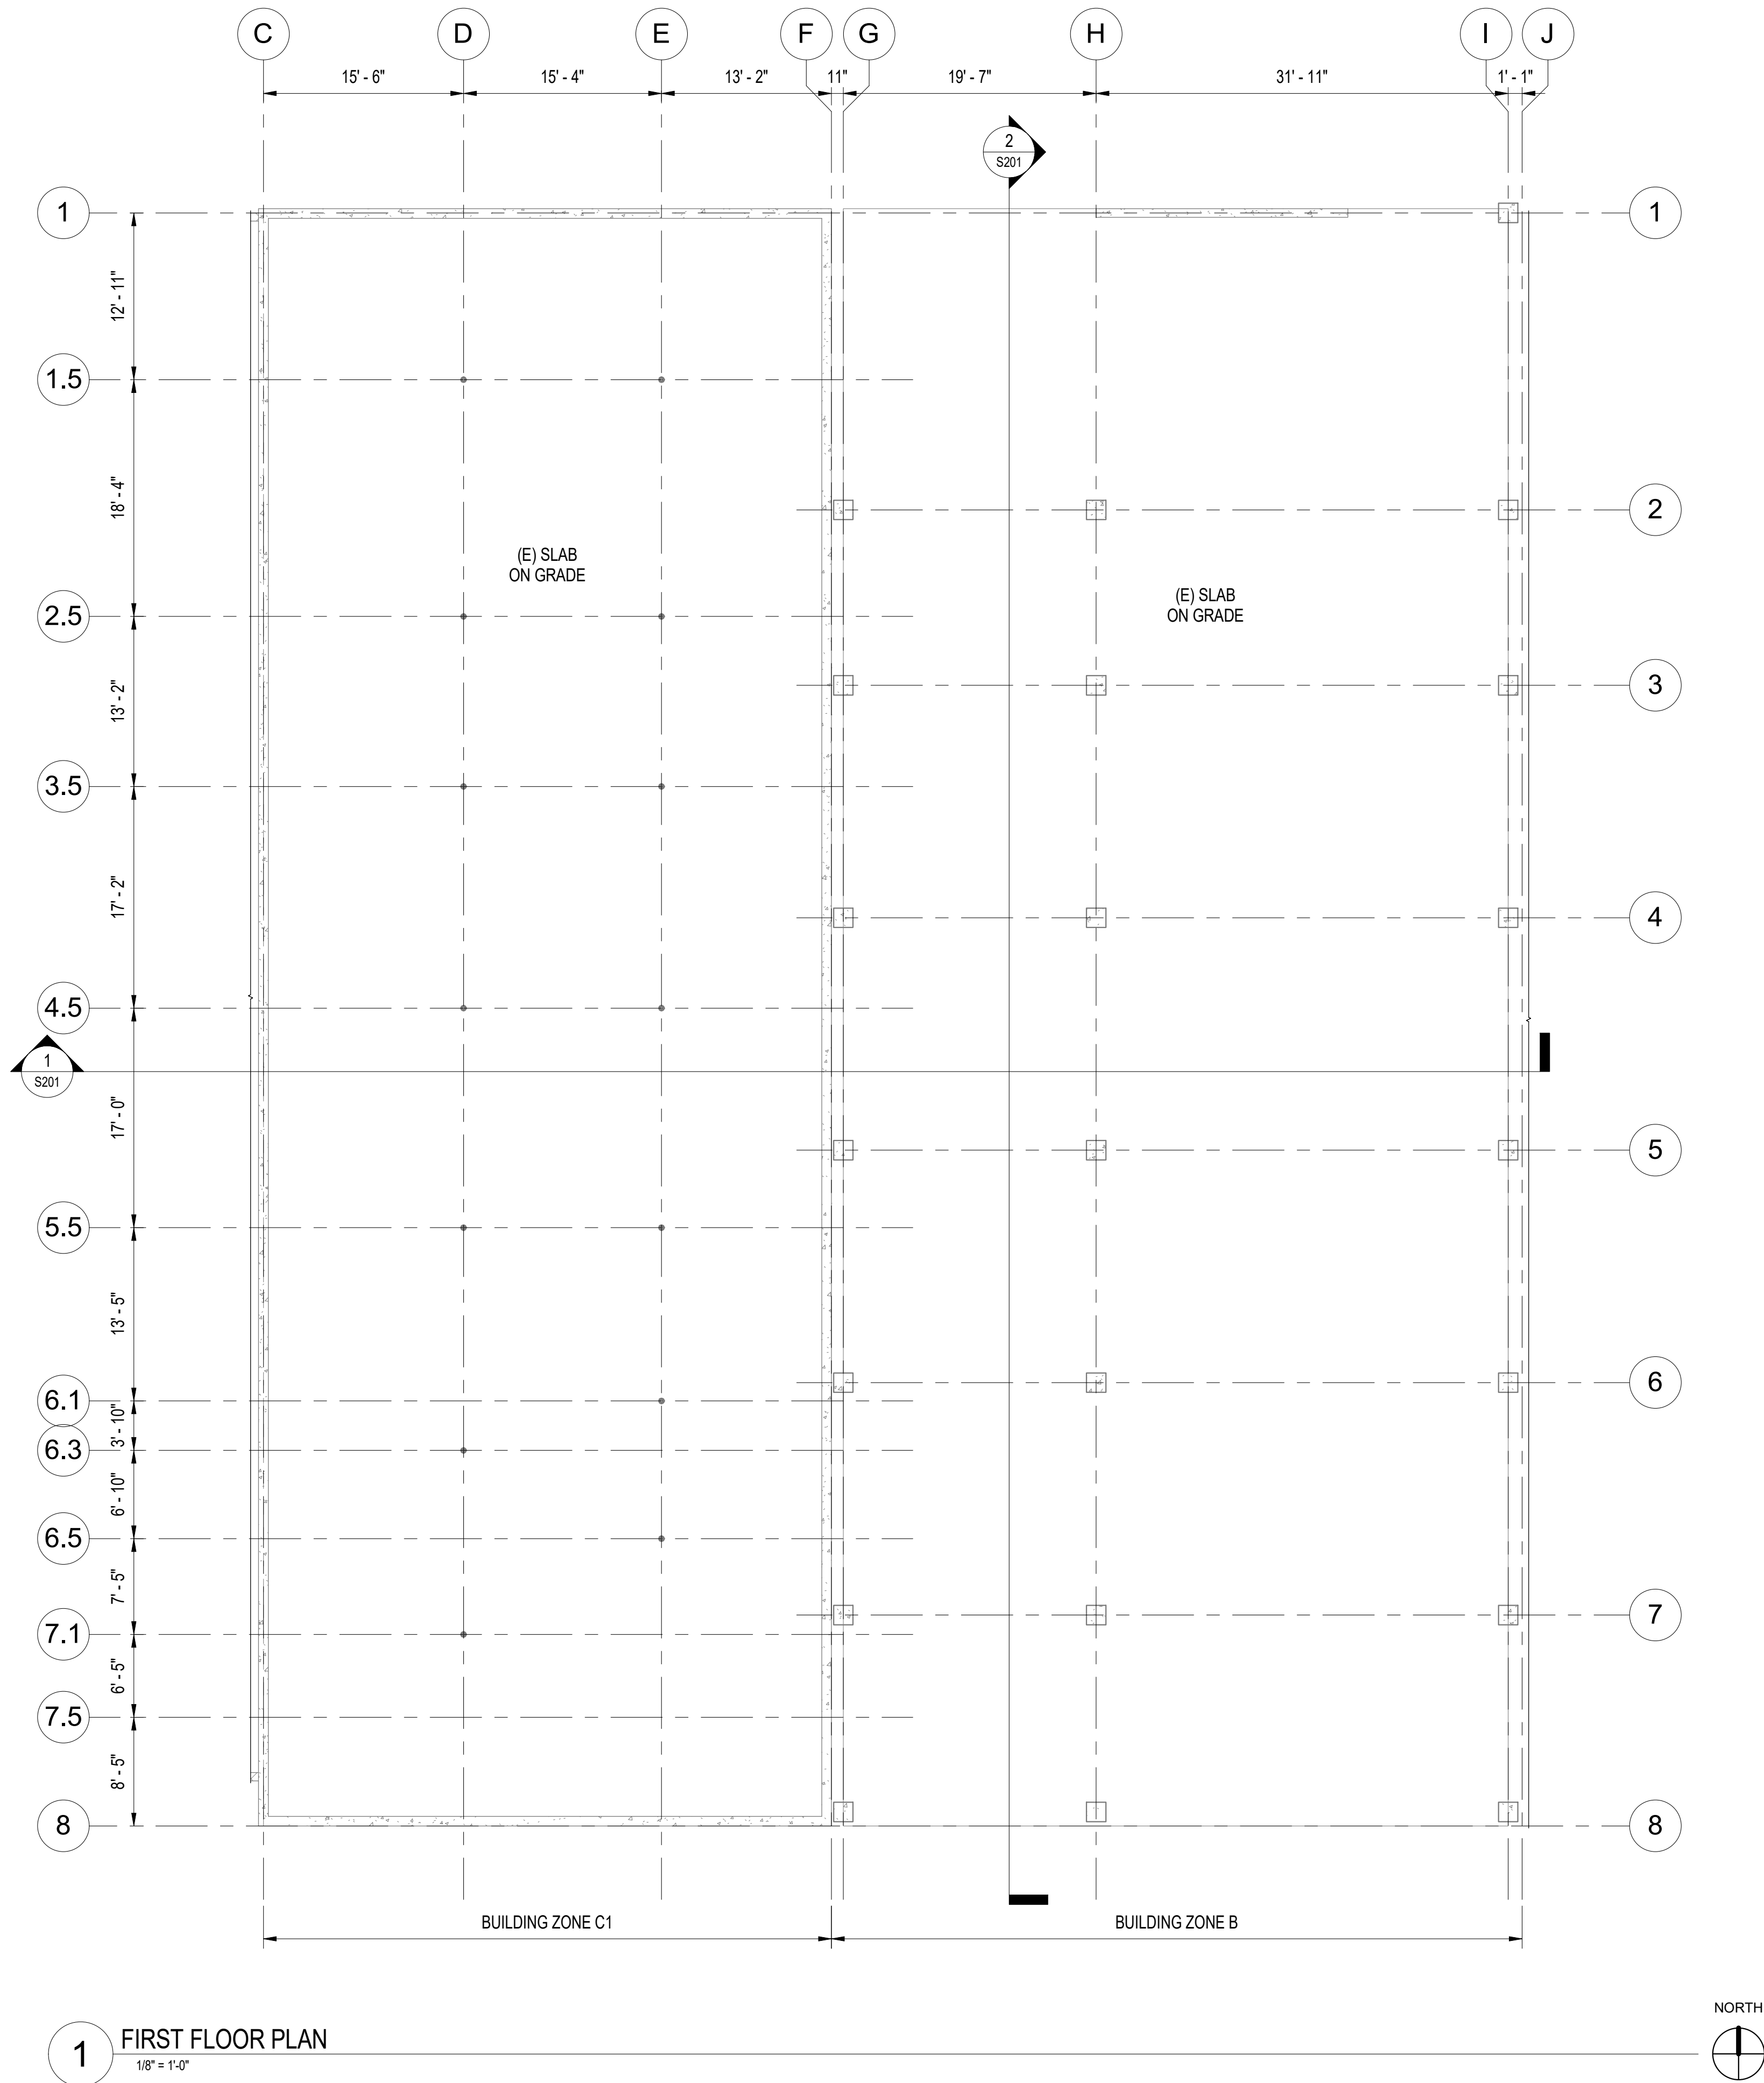 C D E F G H I J
15' - 6" 15' - 4" 13' - 2" 11" 19' - 7" 31' - 11" 1' - 1"
2
S201
1 1
12' - 11"
1.5
18' - 4"
2
(E) SLAB
ON GRADE
(E) SLAB
ON GRADE
2.5
13' - 2"
3
3.5
17' - 2"
4
4.5
1
S201
17' - 0"
5
5.5
13' - 5"
6
6.1
3' - 10"
6.3
6' - 10"
6.5
7' - 5"
7
7.1
6' - 5"
7.5
8' - 5"
8 8
BUILDING ZONE C1 BUILDING ZONE B
NORTH
1 FIRST FLOOR PLAN
1/8" = 1'-0"